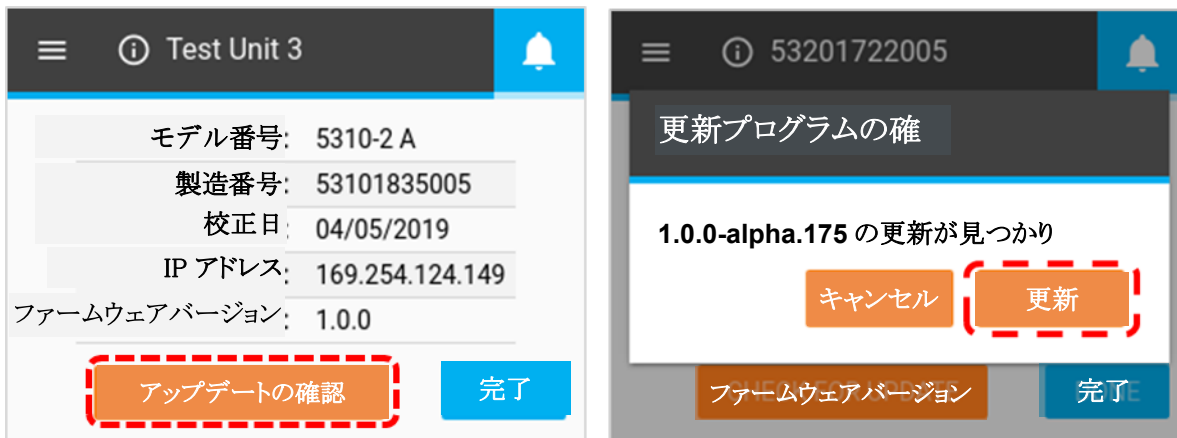 Test Unit 3
モデル番号: 5310-2 A
製造番号: 53101835005
校正日: 04/05/2019
IP アドレス: 169.254.124.149
ファームウェアバージョン: 1.0.0
アップデートの確認
完了
53201722005
更新プログラムの確
1.0.0-alpha.175 の更新が見つかり
キャンセル
更新
ファームウェアバージョン
完了